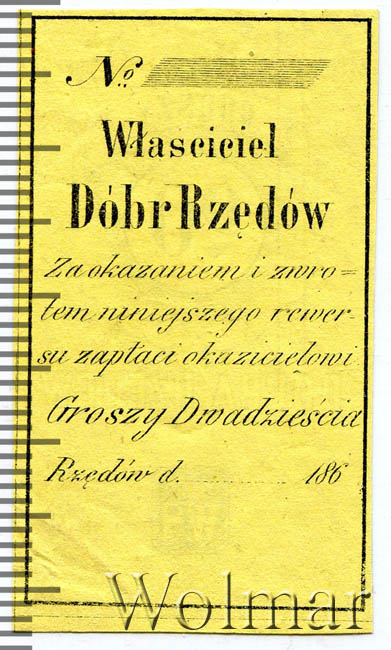 No
Właściciel
Dóbr Rzędów
Za okazaniem i zwro=
tem niniejszego rewer-
su zapłaci okazicielowi
Groszy Dwadzieścia
Rzędów d. 186
Wolmar